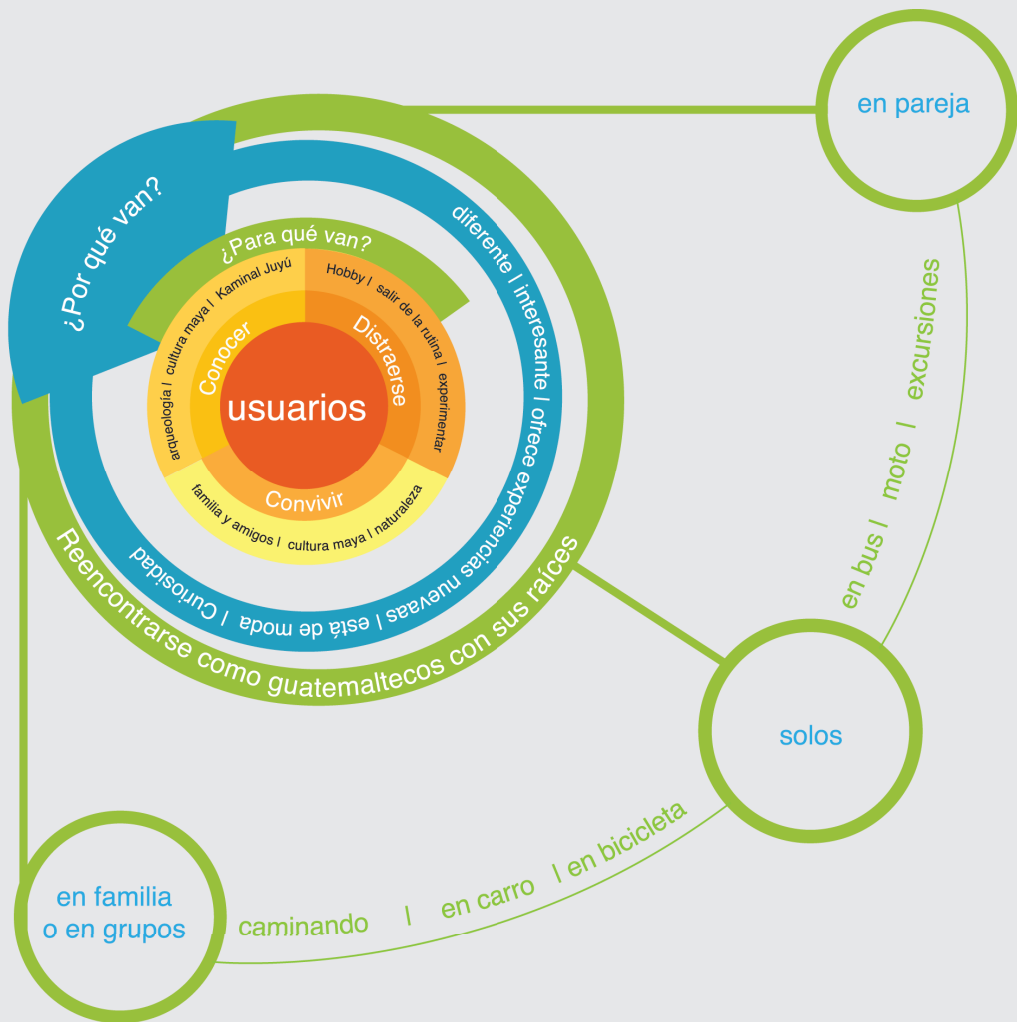 en pareja
¿Por qué van?
¿Para qué van?
diferente | interesante | ofrece experiencias nuevaas | está de moda | Curiosidad
arqueología | cultura maya | Kaminal Juyú
Hobby | salir de la rutina | experimentar
Conocer
Distraerse
usuarios
Convivir
familia y amigos | cultura maya | naturaleza
Reencontrarse como guatemaltecos con sus raíces
en bus | moto | excursiones
solos
caminando | en carro | en bicicleta
en familia
o en grupos